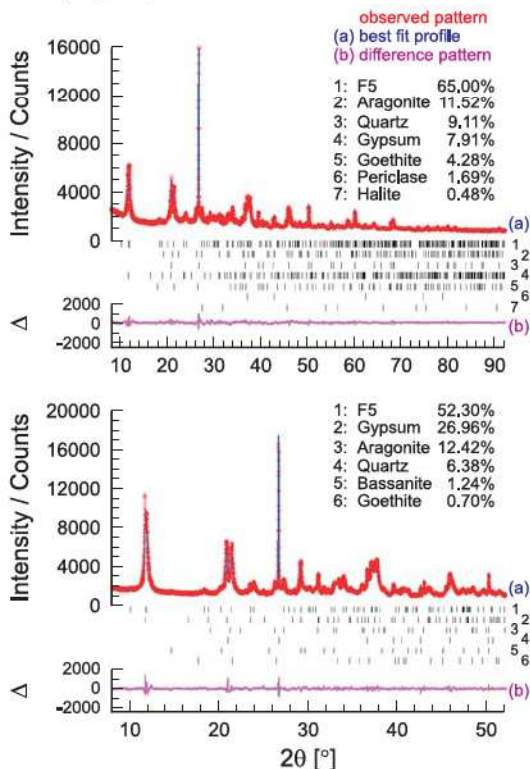 observed pattern
(a) best fit profile
(b) difference pattern
16000
12000
8000
4000
0
Intensity / Counts
1: F5 65.00%
2: Aragonite 11.52%
3: Quartz 9.11%
4: Gypsum 7.91%
5: Goethite 4.28%
6: Periclase 1.69%
7: Halite 0.48%
(a)
1
2
3
4
5
6
7
2000
0
-2000
Δ
(b)
10 20 30 40 50 60 70 80 90
20000
16000
12000
8000
4000
0
Intensity / Counts
1: F5 52.30%
2: Gypsum 26.96%
3: Aragonite 12.42%
4: Quartz 6.38%
5: Bassanite 1.24%
6: Goethite 0.70%
(a)
1
2
3
4
5
6
2000
0
-2000
Δ
(b)
10 20 30 40 50
2θ [°]